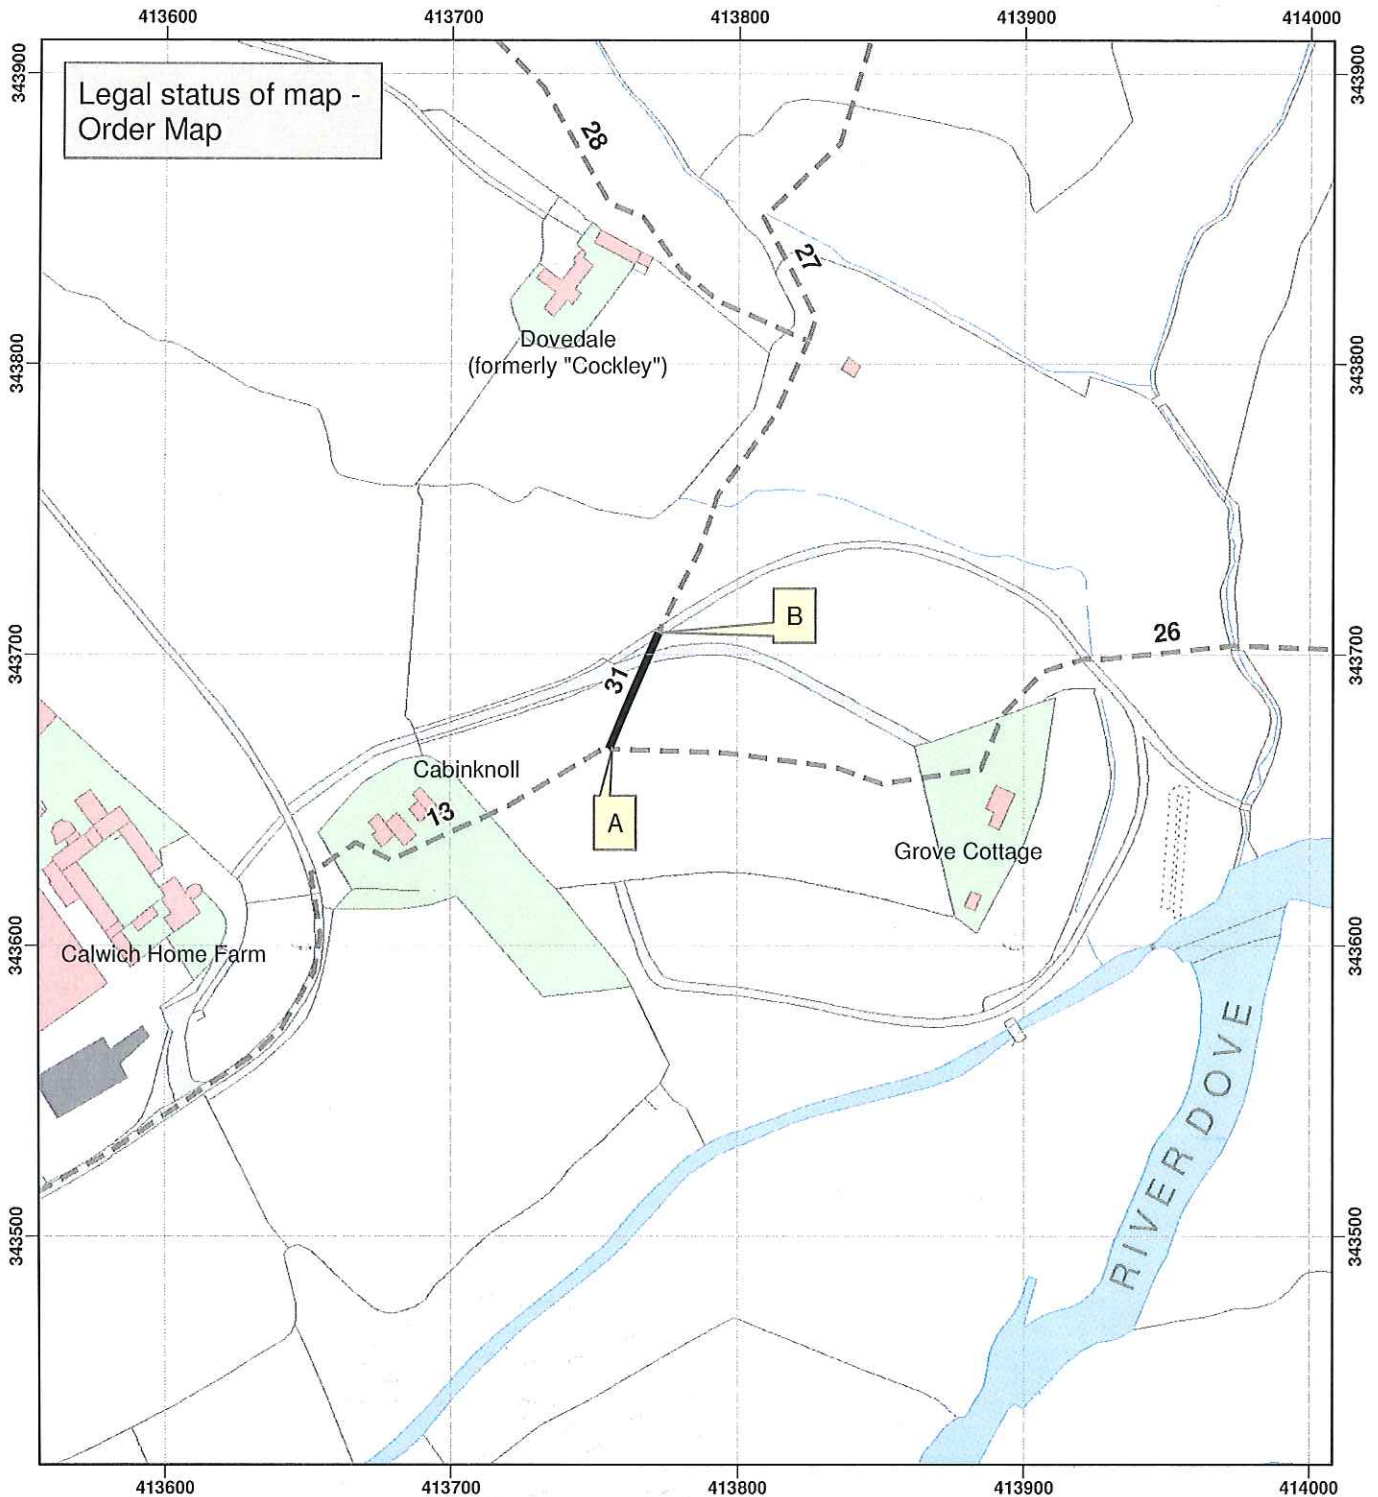 413600
413700
413800
413900
414000
343900
343900
Legal status of map -
Order Map
28
27
Dovedale
(formerly "Cockley")
343800
343800
B
26
343700
343700
31
Cabinknoll
13
A
Grove Cottage
Calwich Home Farm
343600
343600
RIVER DOVE
343500
343500
413600
413700
413800
413900
414000